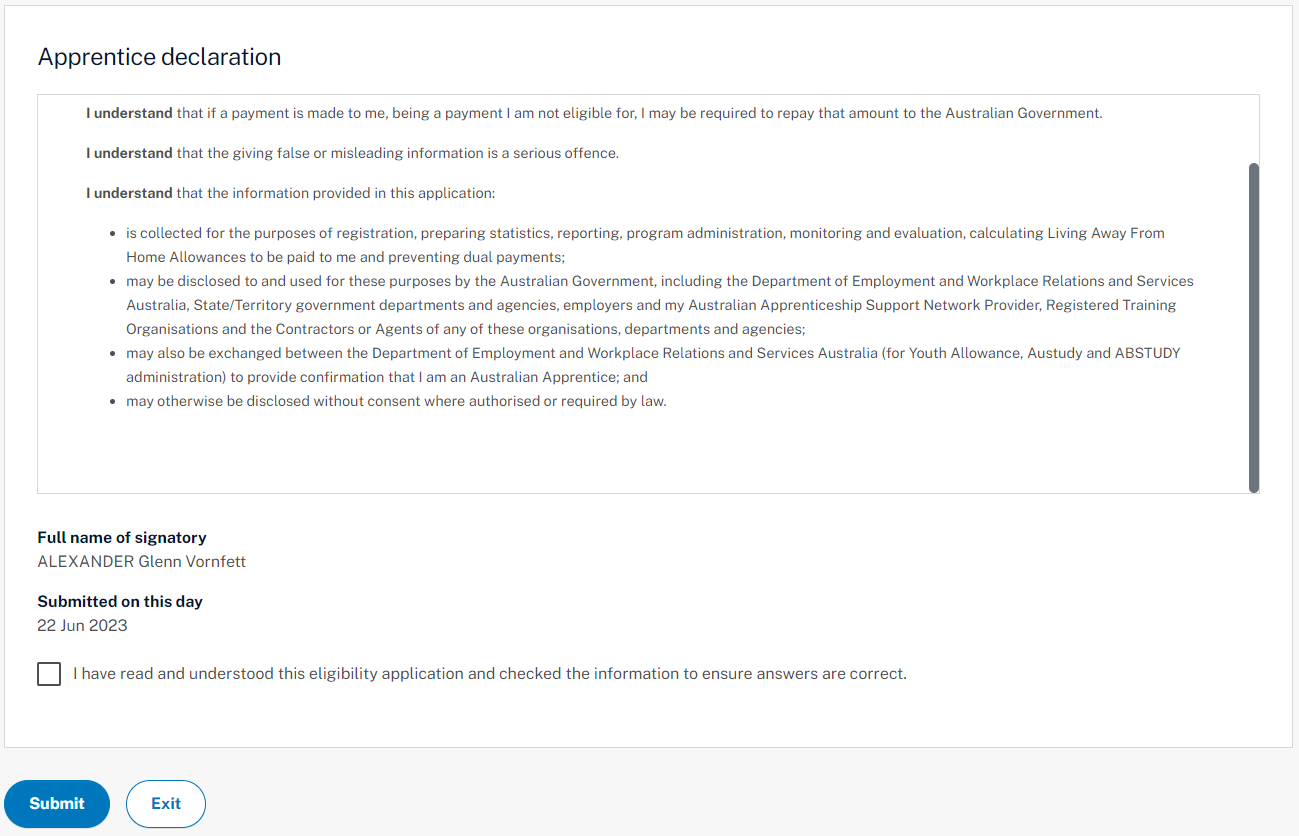 Apprentice declaration
I understand that if a payment is made to me, being a payment I am not eligible for, I may be required to repay that amount to the Australian Government.
I understand that the giving false or misleading information is a serious offence.
I understand that the information provided in this application:
• is collected for the purposes of registration, preparing statistics, reporting, program administration, monitoring and evaluation, calculating Living Away From
Home Allowances to be paid to me and preventing dual payments;
• may be disclosed to and used for these purposes by the Australian Government, including the Department of Employment and Workplace Relations and Services
Australia, State/Territory government departments and agencies, employers and my Australian Apprenticeship Support Network Provider, Registered Training
Organisations and the Contractors or Agents of any of these organisations, departments and agencies;
• may also be exchanged between the Department of Employment and Workplace Relations and Services Australia (for Youth Allowance, Austudy and ABSTUDY
administration) to provide confirmation that I am an Australian Apprentice; and
• may otherwise be disclosed without consent where authorised or required by law.
Full name of signatory
ALEXANDER Glenn Vornfett
Submitted on this day
22 Jun 2023
I have read and understood this eligibility application and checked the information to ensure answers are correct.
Submit Exit